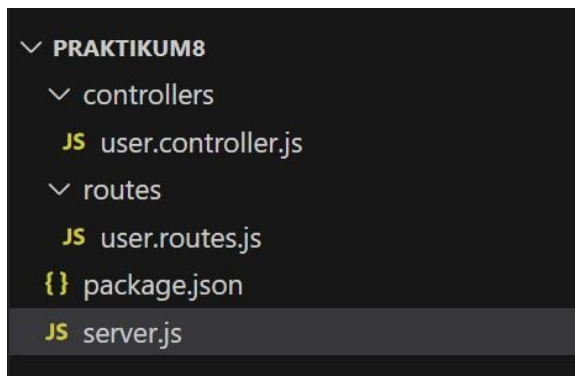 PRAKTIKUM8
controllers
JS user.controller.js
routes
JS user.routes.js
{} package.json
JS server.js